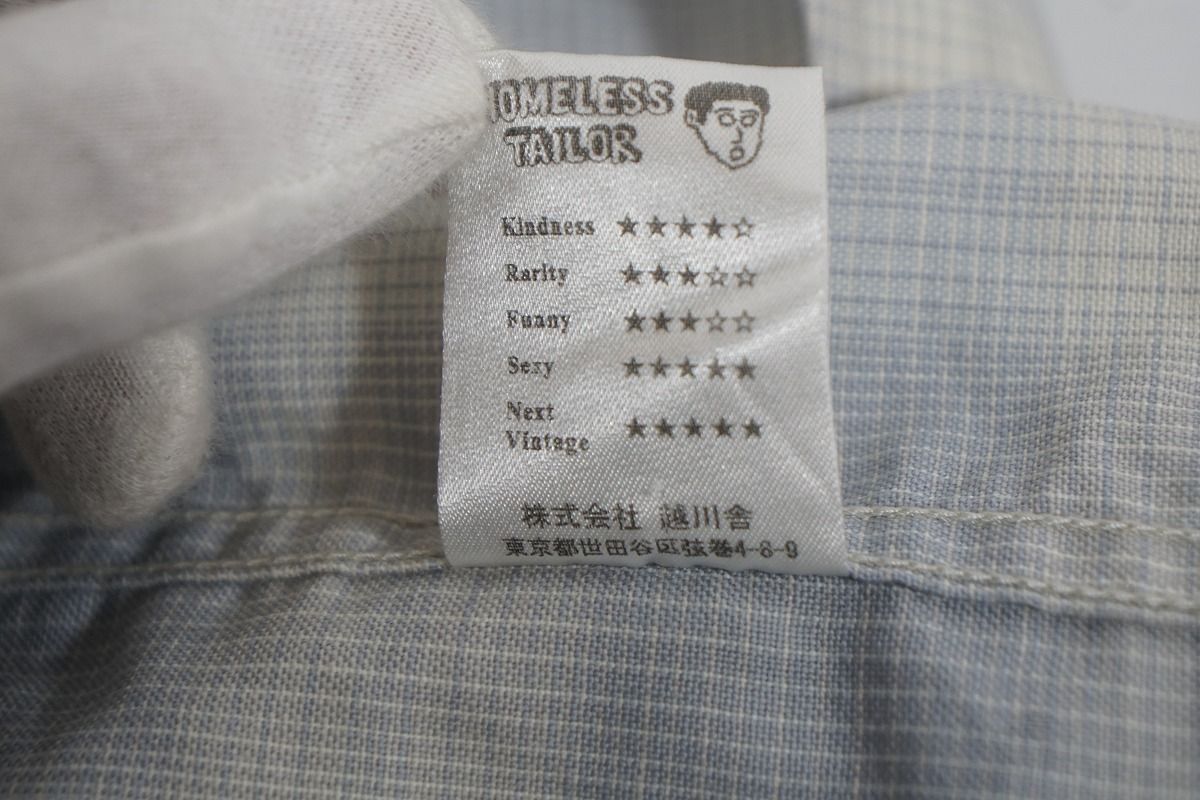 HOMELESS
TAILOR
Kindness ★★★★☆
Rarity ★★★☆☆
Funny ★★★☆☆
Sexy ★★★★★
Next
Vintage ★★★★★
株式会社 越川舎
東京都世田谷区弦巻4-8-9